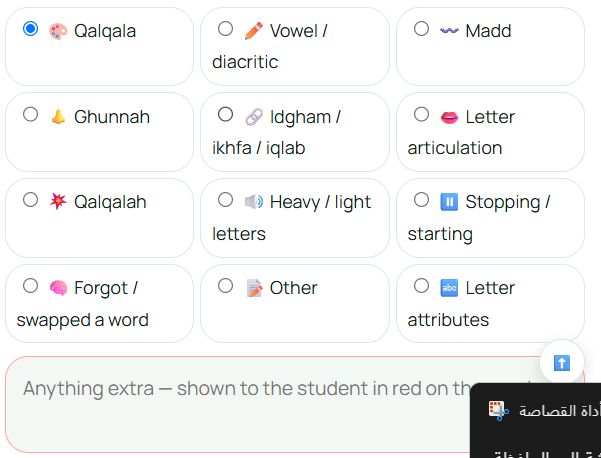 Qalqala
Vowel /
diacritic
Madd
Ghunnah
Idgham /
ikhfa / iqlab
Letter
articulation
Qalqalah
Heavy / light
letters
Stopping /
starting
Forgot /
swapped a word
Other
abc Letter
attributes
Anything extra — shown to the student in red on
أداة القصاصة